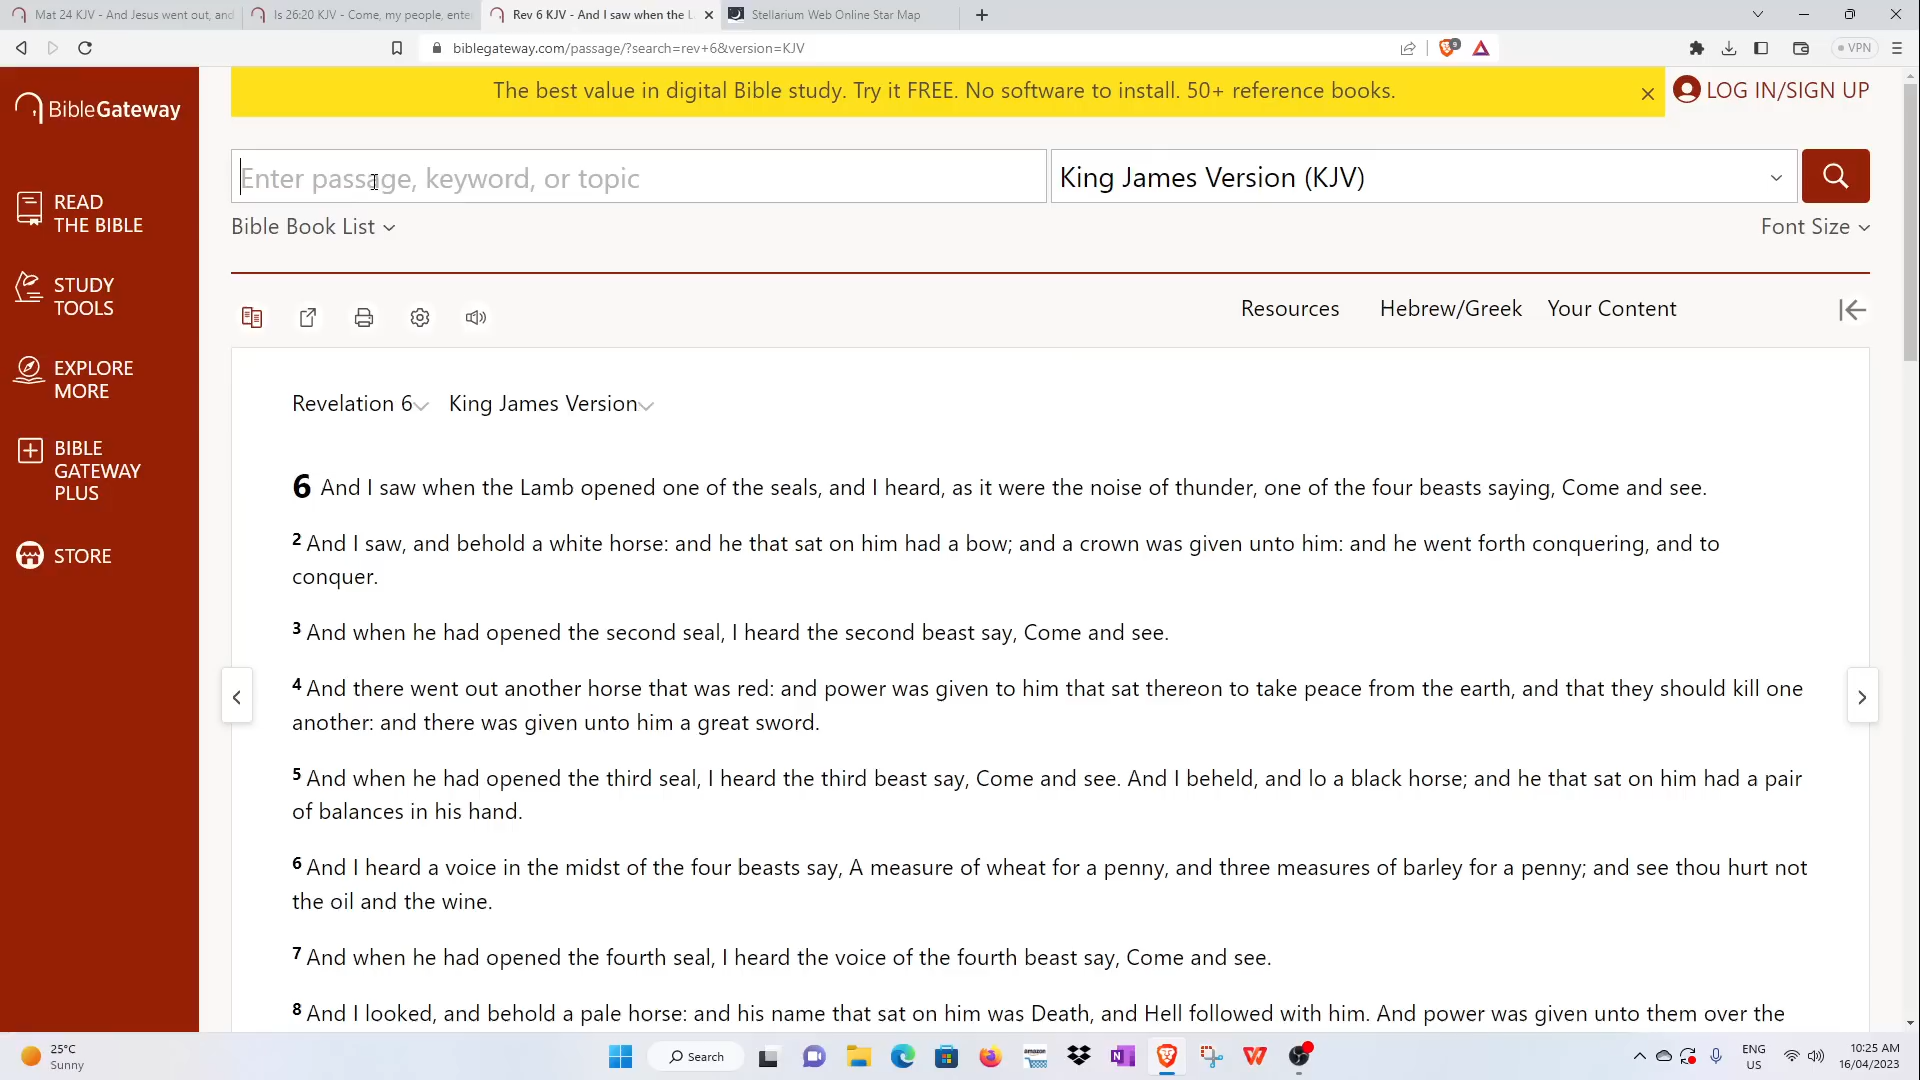 Mat 24 KJV - And Jesus went out, and
Is 26:20 KJV - Come, my people, enter
Rev 6 KJV - And I saw when the L
Stellarium Web Online Star Map
biblegateway.com/passage/?search=rev+6&version=KJV
9
VPN
BibleGateway
The best value in digital Bible study. Try it FREE. No software to install. 50+ reference books.
LOG IN/SIGN UP
Enter passage, keyword, or topic
King James Version (KJV)
Bible Book List
Font Size
READ
THE BIBLE
STUDY
TOOLS
EXPLORE
MORE
BIBLE
GATEWAY
PLUS
STORE
Resources
Hebrew/Greek
Your Content
Revelation 6
King James Version
6 And I saw when the Lamb opened one of the seals, and I heard, as it were the noise of thunder, one of the four beasts saying, Come and see.
2 And I saw, and behold a white horse: and he that sat on him had a bow; and a crown was given unto him: and he went forth conquering, and to
conquer.
3 And when he had opened the second seal, I heard the second beast say, Come and see.
4 And there went out another horse that was red: and power was given to him that sat thereon to take peace from the earth, and that they should kill one
another: and there was given unto him a great sword.
5 And when he had opened the third seal, I heard the third beast say, Come and see. And I beheld, and lo a black horse; and he that sat on him had a pair
of balances in his hand.
6 And I heard a voice in the midst of the four beasts say, A measure of wheat for a penny, and three measures of barley for a penny; and see thou hurt not
the oil and the wine.
7 And when he had opened the fourth seal, I heard the voice of the fourth beast say, Come and see.
8 And I looked, and behold a pale horse: and his name that sat on him was Death, and Hell followed with him. And power was given unto them over the
25°C
Sunny
Search
amazon
ENG
US
10:25 AM
16/04/2023